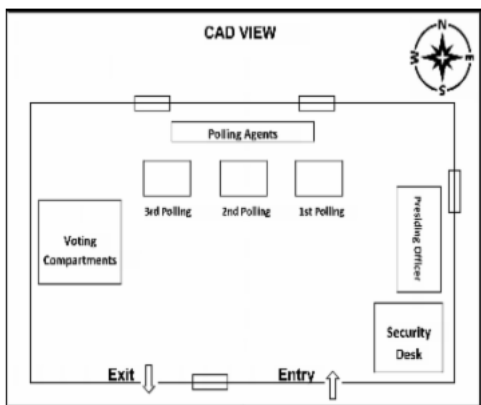 CAD VIEW
N
W
E
S
Polling Agents
3rd Polling
2nd Polling
1st Polling
Voting
Compartments
Presiding Officer
Security
Desk
Exit
Entry